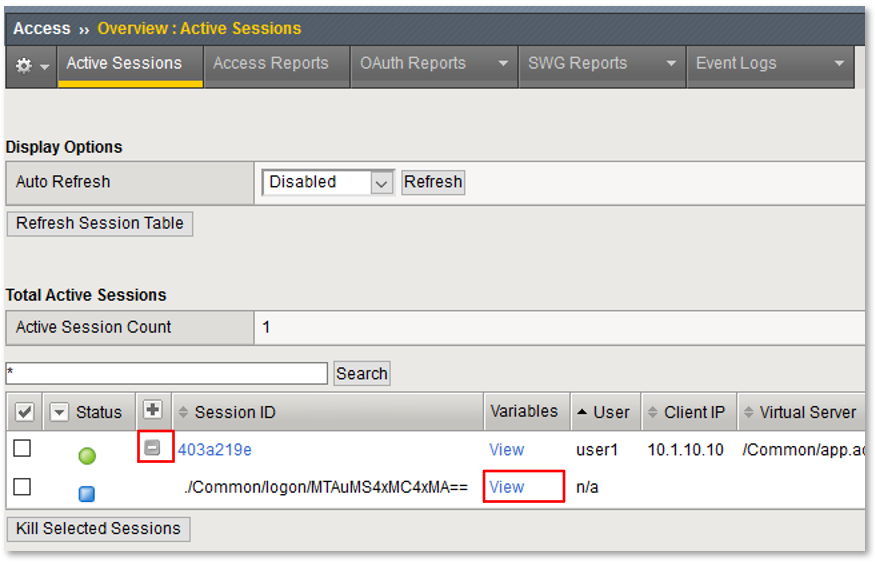 Access ›› Overview : Active Sessions
Active Sessions Access Reports OAuth Reports SWG Reports Event Logs
Display Options
Auto Refresh Disabled Refresh
Refresh Session Table
Total Active Sessions
Active Session Count 1
* Search
Status Session ID Variables User Client IP Virtual Server
403a219e View user1 10.1.10.10 /Common/app.ac
./Common/logon/MTAuMS4xMC4xMA== View n/a
Kill Selected Sessions